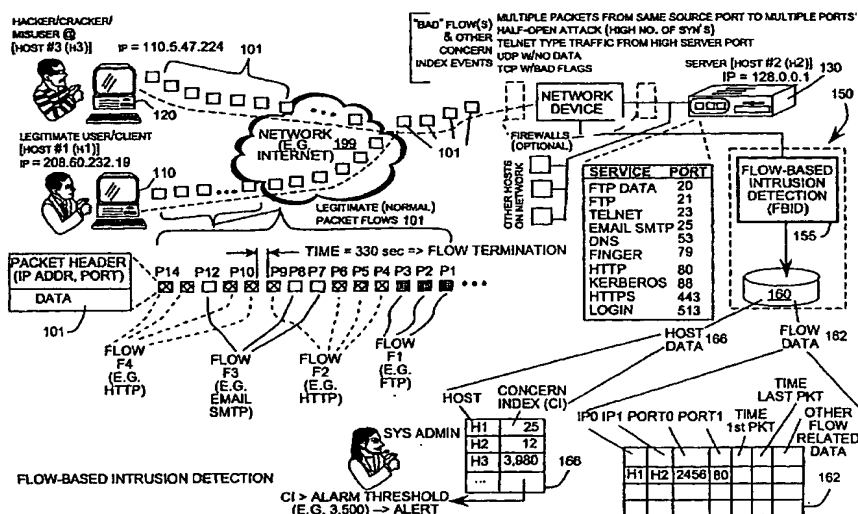 HACKER/CRACKER/
MISUSER @
[HOST #3 (H3)]
IP = 110.5.47.224
101
120
"BAD" FLOW(S)
& OTHER
CONCERN
INDEX EVENTS
MULTIPLE PACKETS FROM SAME SOURCE PORT TO MULTIPLE PORTS
HALF-OPEN ATTACK (HIGH NO. OF SYN'S)
TELNET TYPE TRAFFIC FROM HIGH SERVER PORT
UDP W/NO DATA
TCP W/BAD FLAGS
SERVER [HOST #2 (H2)]
IP = 128.0.0.1
130
150
NETWORK
DEVICE
FIREWALLS
(OPTIONAL)
OTHER HOSTS
ON NETWORK
LEGITIMATE USER/CLIENT
[HOST #1 (H1)]
IP = 208.60.232.19
110
NETWORK
(E.G.
INTERNET)
199
101
LEGITIMATE (NORMAL)
PACKET FLOWS 101
SERVICE PORT
FTP DATA 20
FTP 21
TELNET 23
EMAIL SMTP 25
DNS 53
FINGER 79
HTTP 80
KERBEROS 88
HTTPS 443
LOGIN 513
FLOW-BASED
INTRUSION
DETECTION
(FBID)
155
160
TIME = 330 sec => FLOW TERMINATION
PACKET HEADER
(IP ADDR, PORT)
DATA
101
P14 P12 P10 P9 P8 P7 P6 P5 P4 P3 P2 P1
FLOW
F4
(E.G.
HTTP)
FLOW
F3
(E.G.
EMAIL
SMTP)
FLOW
F2
(E.G.
HTTP)
FLOW
F1
(E.G.
FTP)
HOST
DATA
166
FLOW
DATA
162
HOST
CONCERN
INDEX (CI)
H1 25
H2 12
H3 3,980
...
166
SYS ADMIN
CI > ALARM THRESHOLD
(E.G. 3,500) -> ALERT
IP0 IP1 PORT0 PORT1
TIME
1st PKT
TIME
LAST PKT
OTHER
FLOW
RELATED
DATA
H1 H2 2456 80
162
FLOW-BASED INTRUSION DETECTION